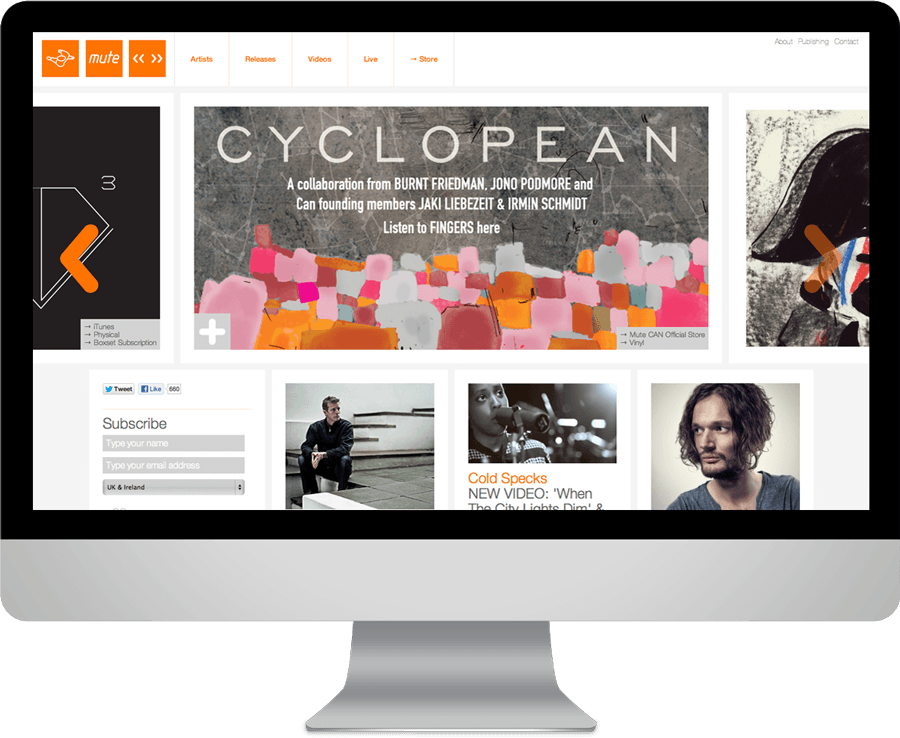 mute
Artists
Releases
Videos
Live
→ Store
About Publishing Contact
3
→ iTunes
→ Physical
→ Boxset Subscription
CYCLOPEAN
A collaboration from BURNT FRIEDMAN, JONO PODMORE and
Can founding members JAKI LIEBEZEIT & IRMIN SCHMIDT
Listen to FINGERS here
→ Mute CAN Official Store
→ Vinyl
Tweet
Like
660
Subscribe
Type your name
Type your email address
UK & Ireland
Cold Specks
NEW VIDEO: 'When
The City Lights Dim' &